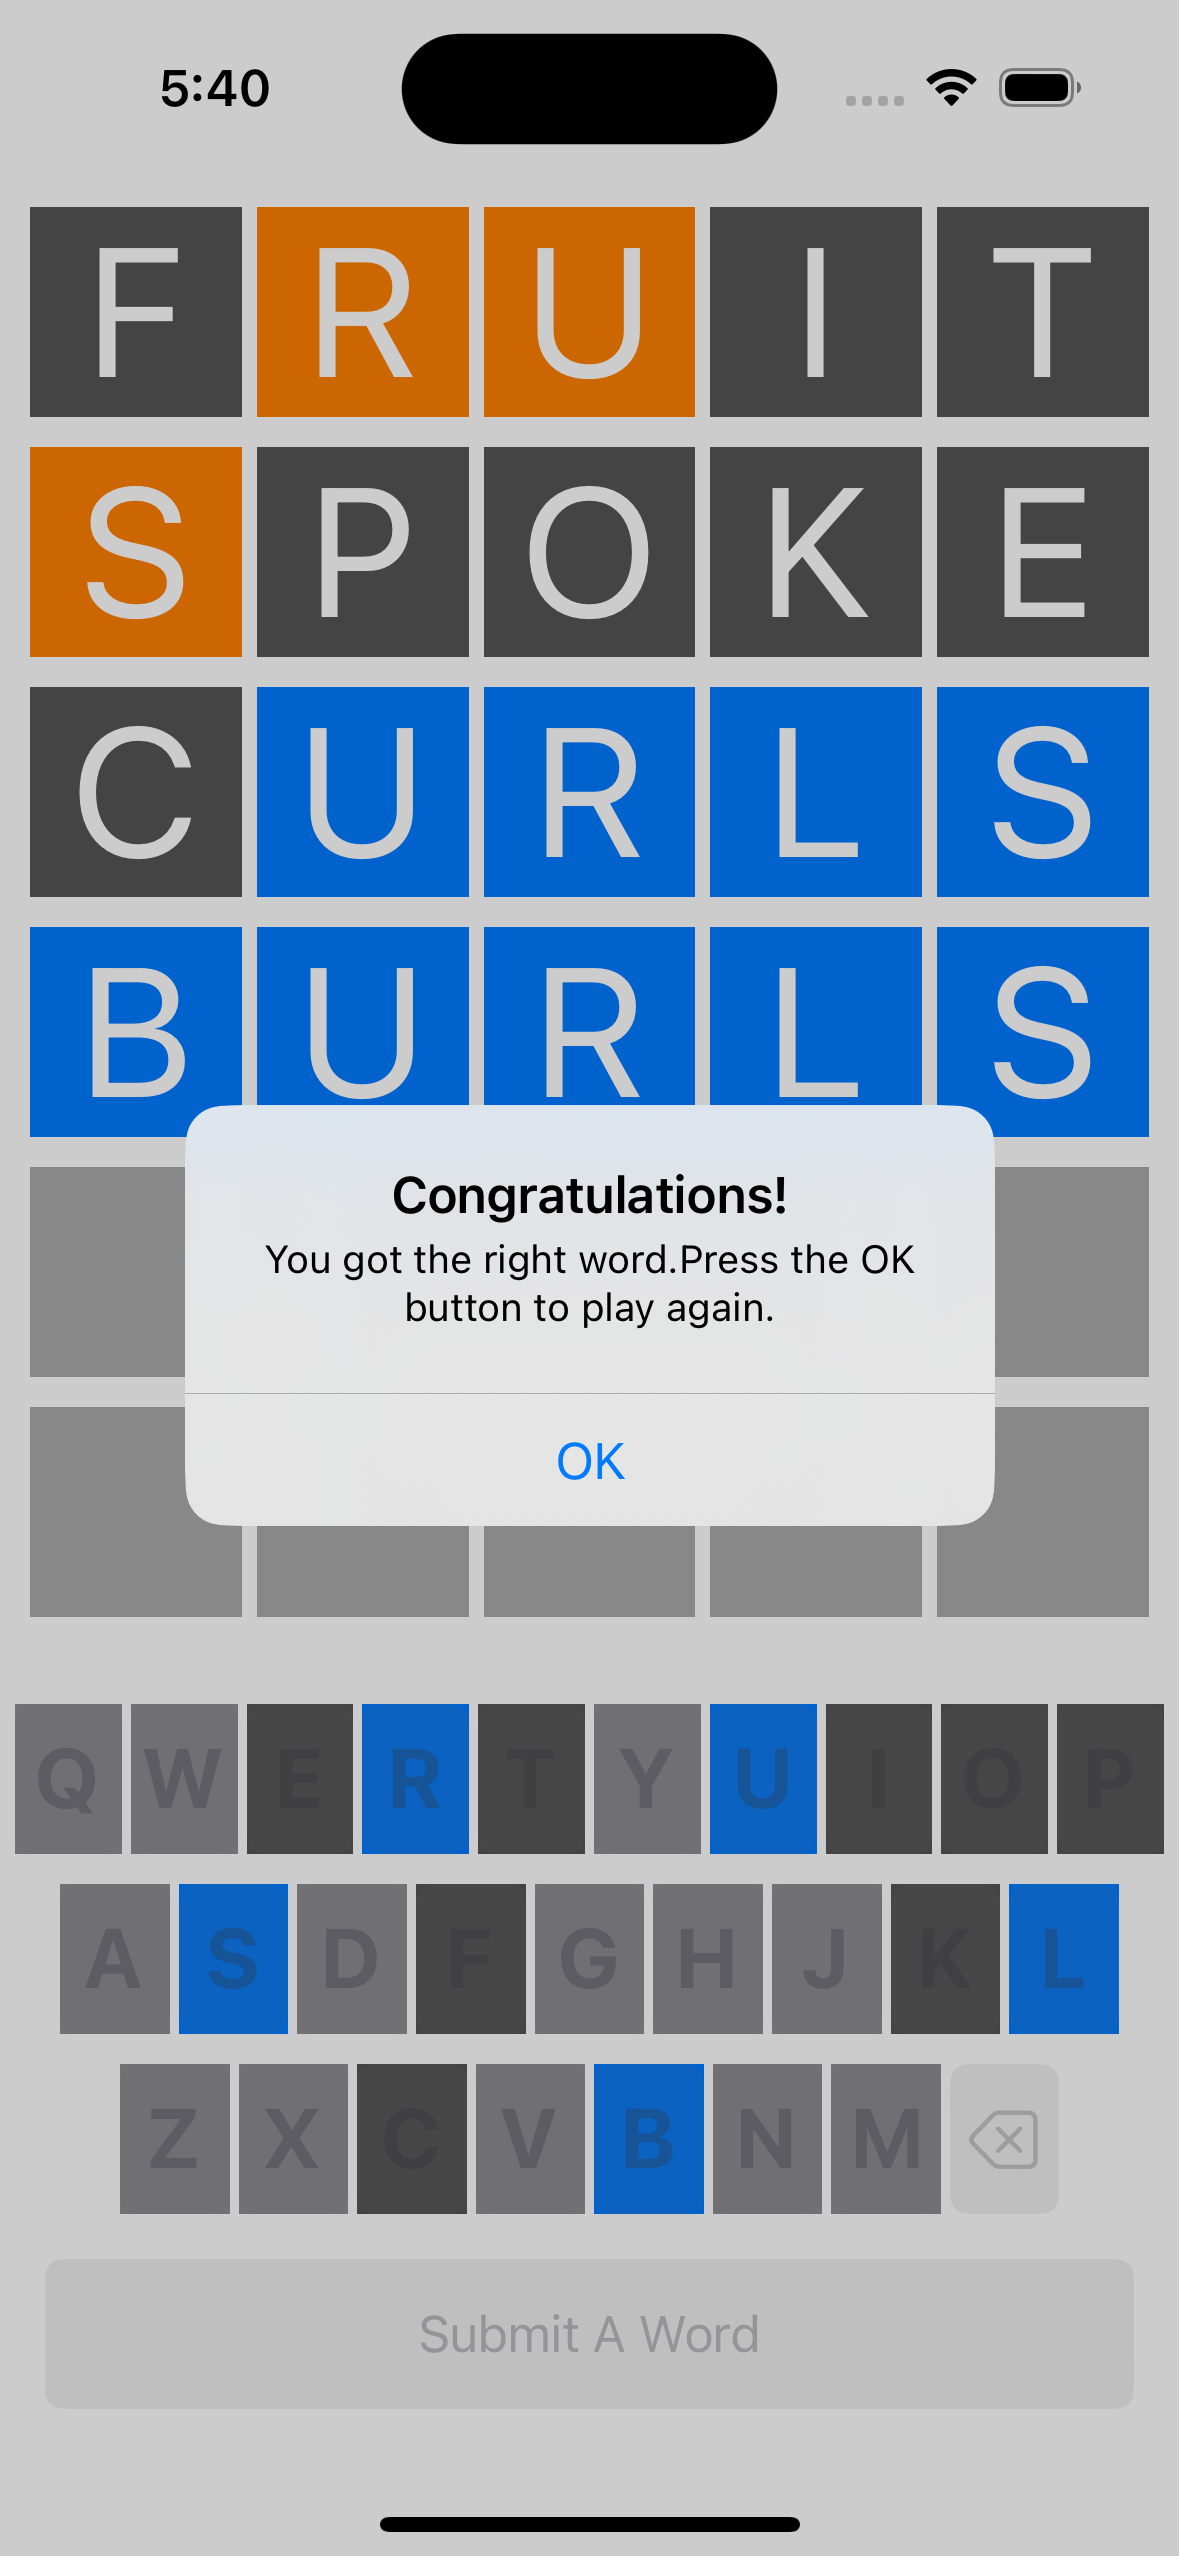 5:40
F R U I T
S P O K E
C U R L S
B U R L S
Congratulations!
You got the right word.Press the OK
button to play again.
OK
Q W E R T Y U I O P
A S D F G H J K L
Z X C V B N M
Submit A Word